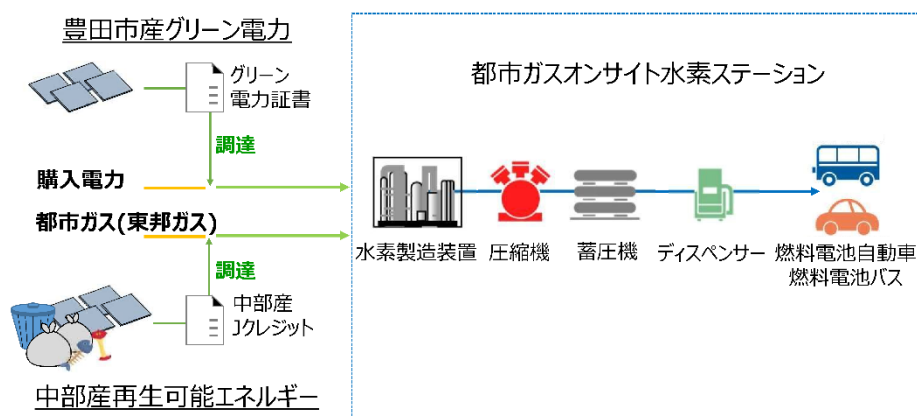 豊田市産グリーン電力
グリーン
電力証書
調達
購入電力
都市ガス(東邦ガス)
調達
中部産
Jクレジット
中部産再生可能エネルギー
都市ガスオンサイト水素ステーション
水素製造装置
圧縮機
蓄圧機
ディスペンサー
燃料電池自動車
燃料電池バス